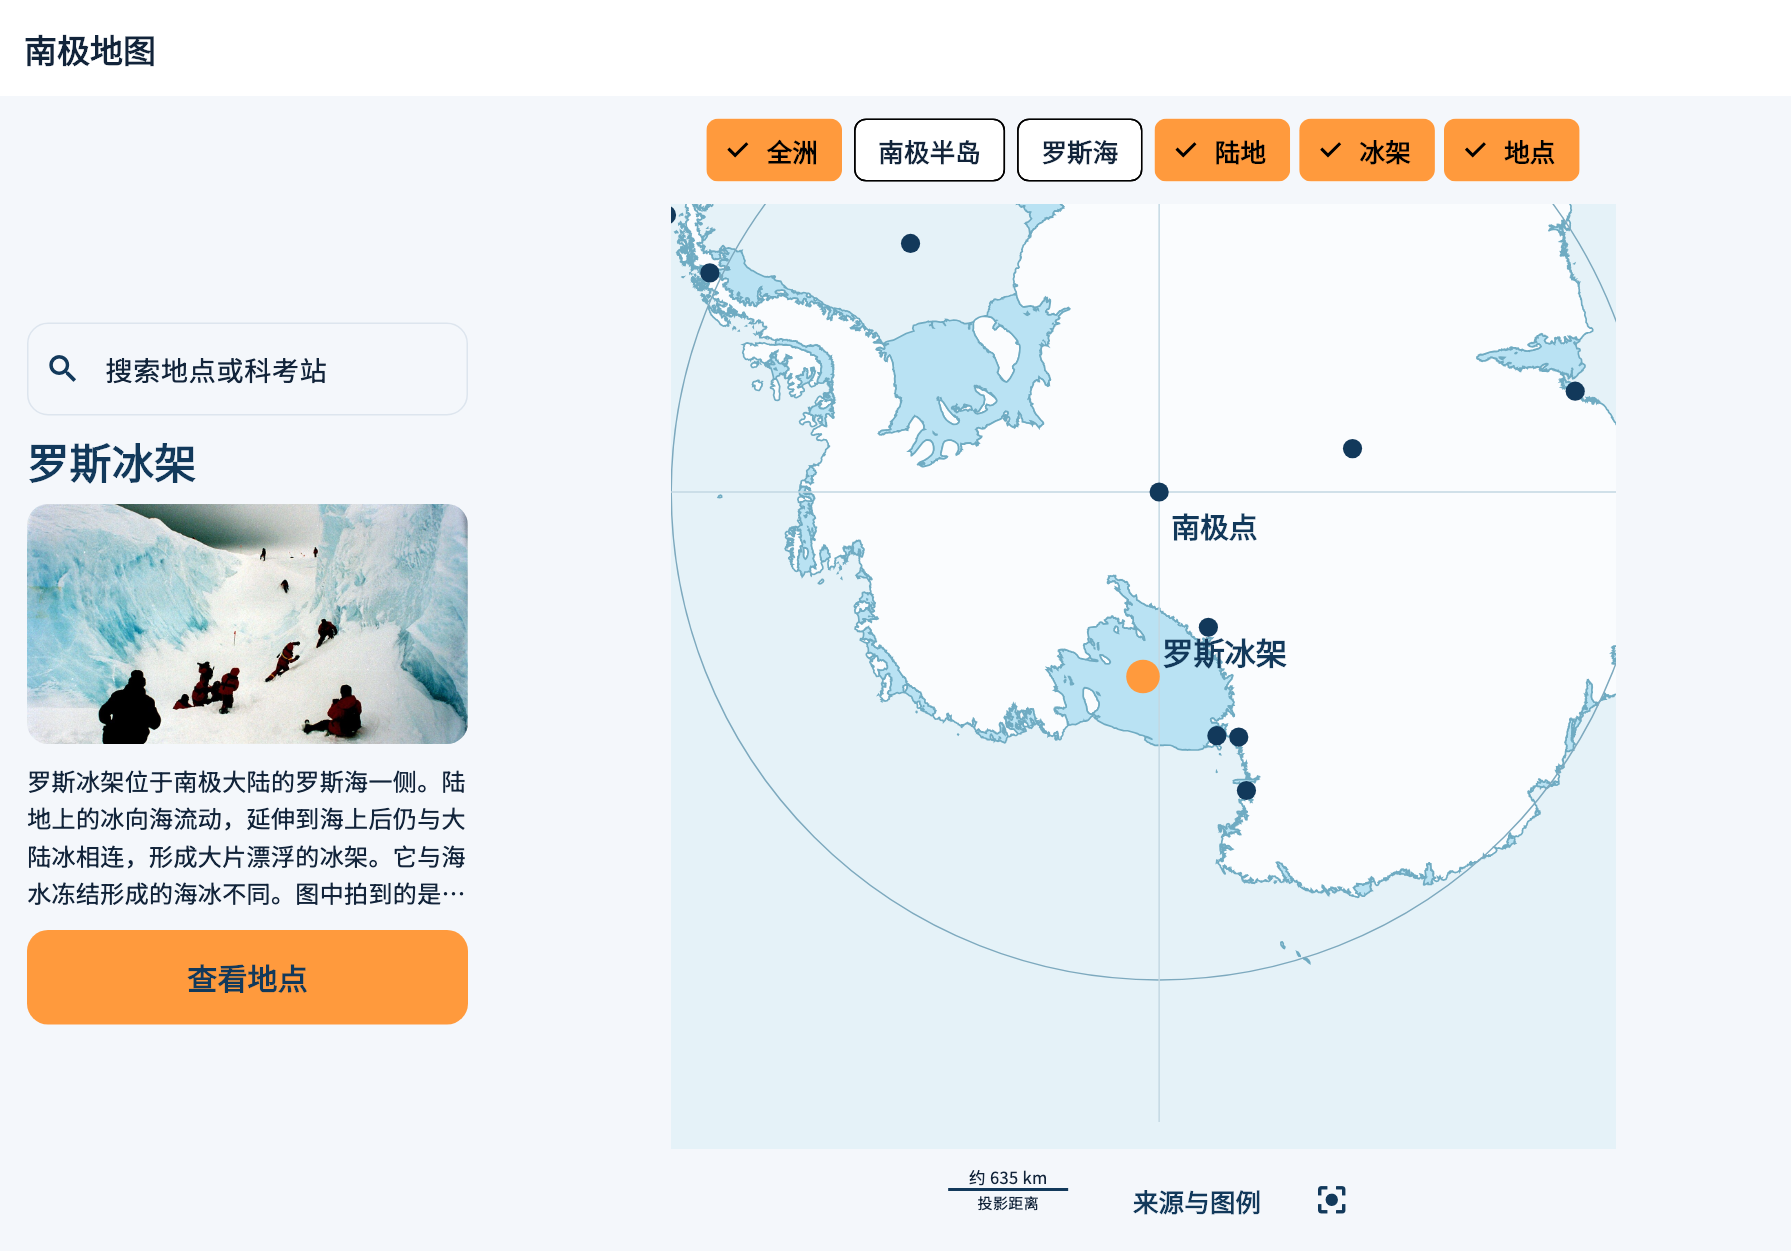 南极地图
全洲
南极半岛
罗斯海
陆地
冰架
地点
搜索地点或科考站
罗斯冰架
罗斯冰架位于南极大陆的罗斯海一侧。陆
地上的冰向海流动，延伸到海上后仍与大
陆冰相连，形成大片漂浮的冰架。它与海
水冻结形成的海冰不同。图中拍到的是…
查看地点
南极点
罗斯冰架
约 635 km
投影距离
来源与图例